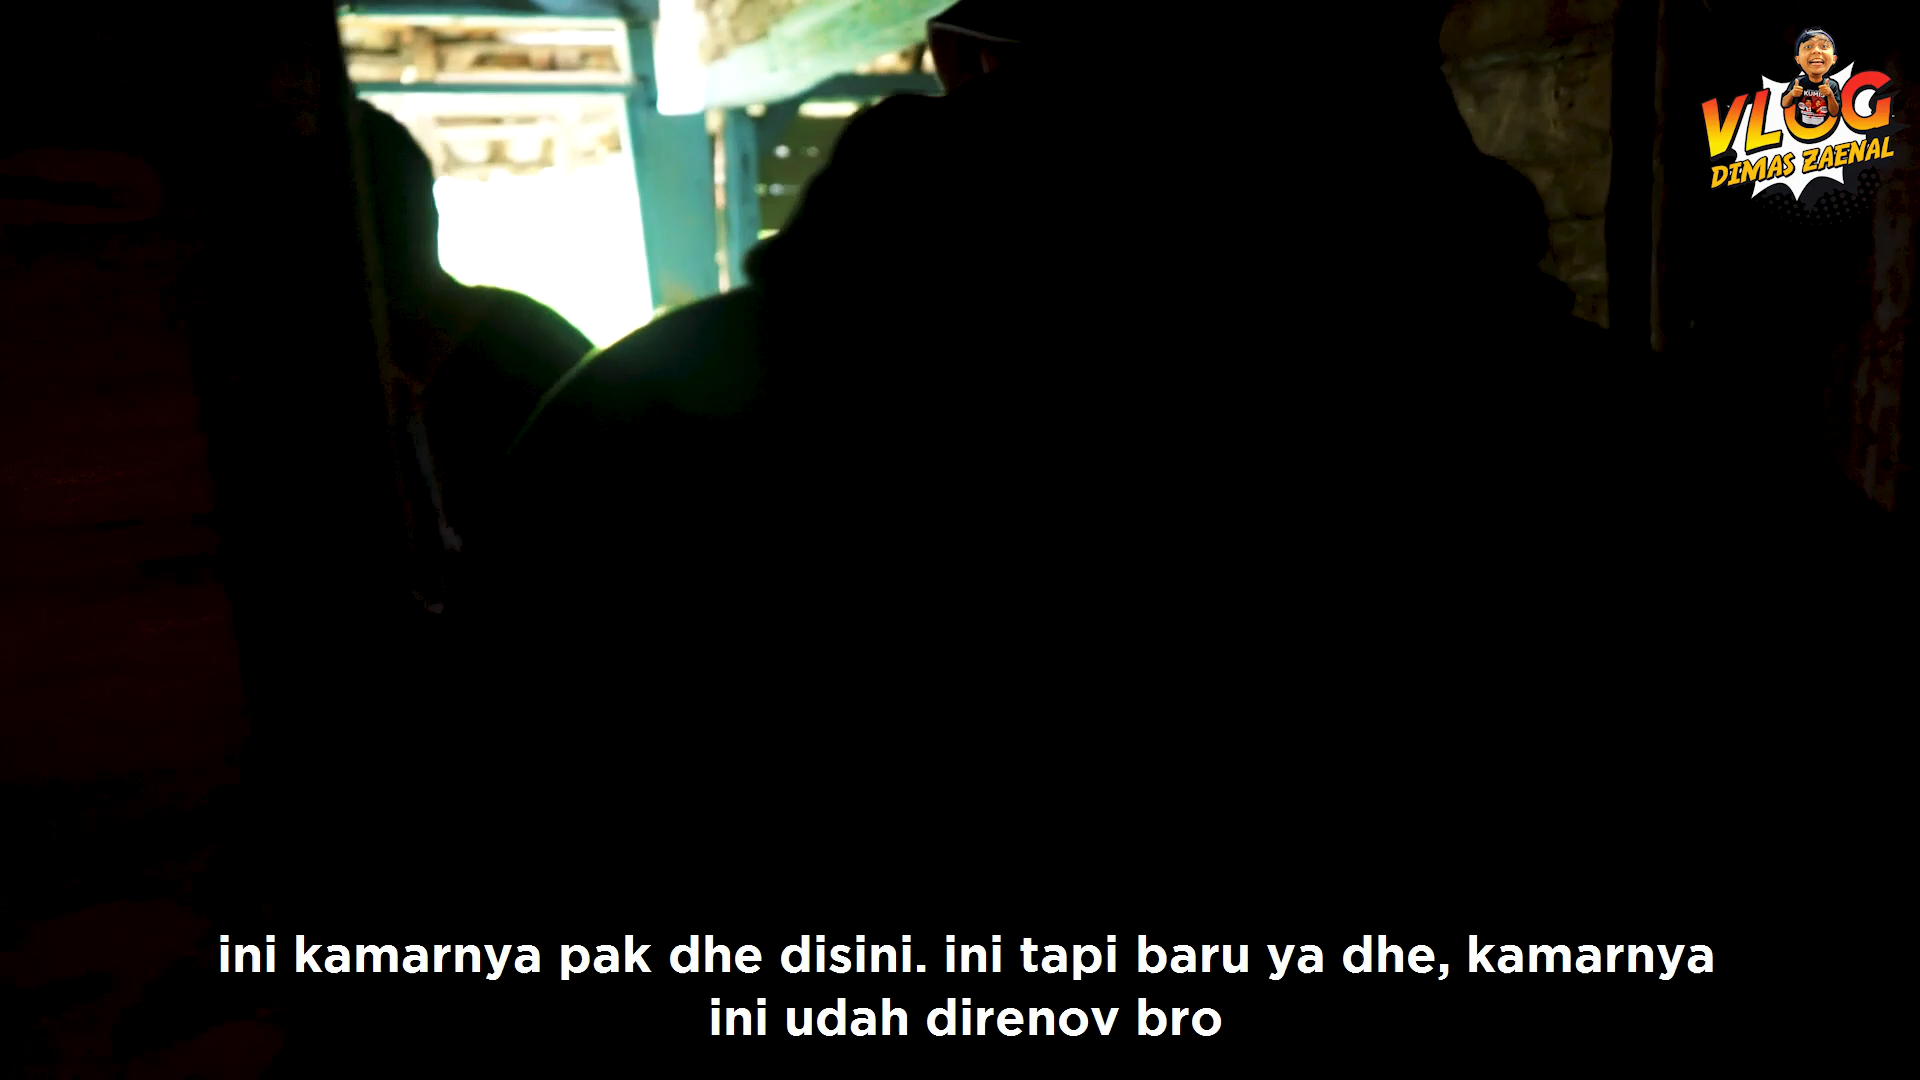 VLOG
DIMAS ZAENAL
ini kamarnya pak dhe disini. ini tapi baru ya dhe, kamarnya
ini udah direnov bro